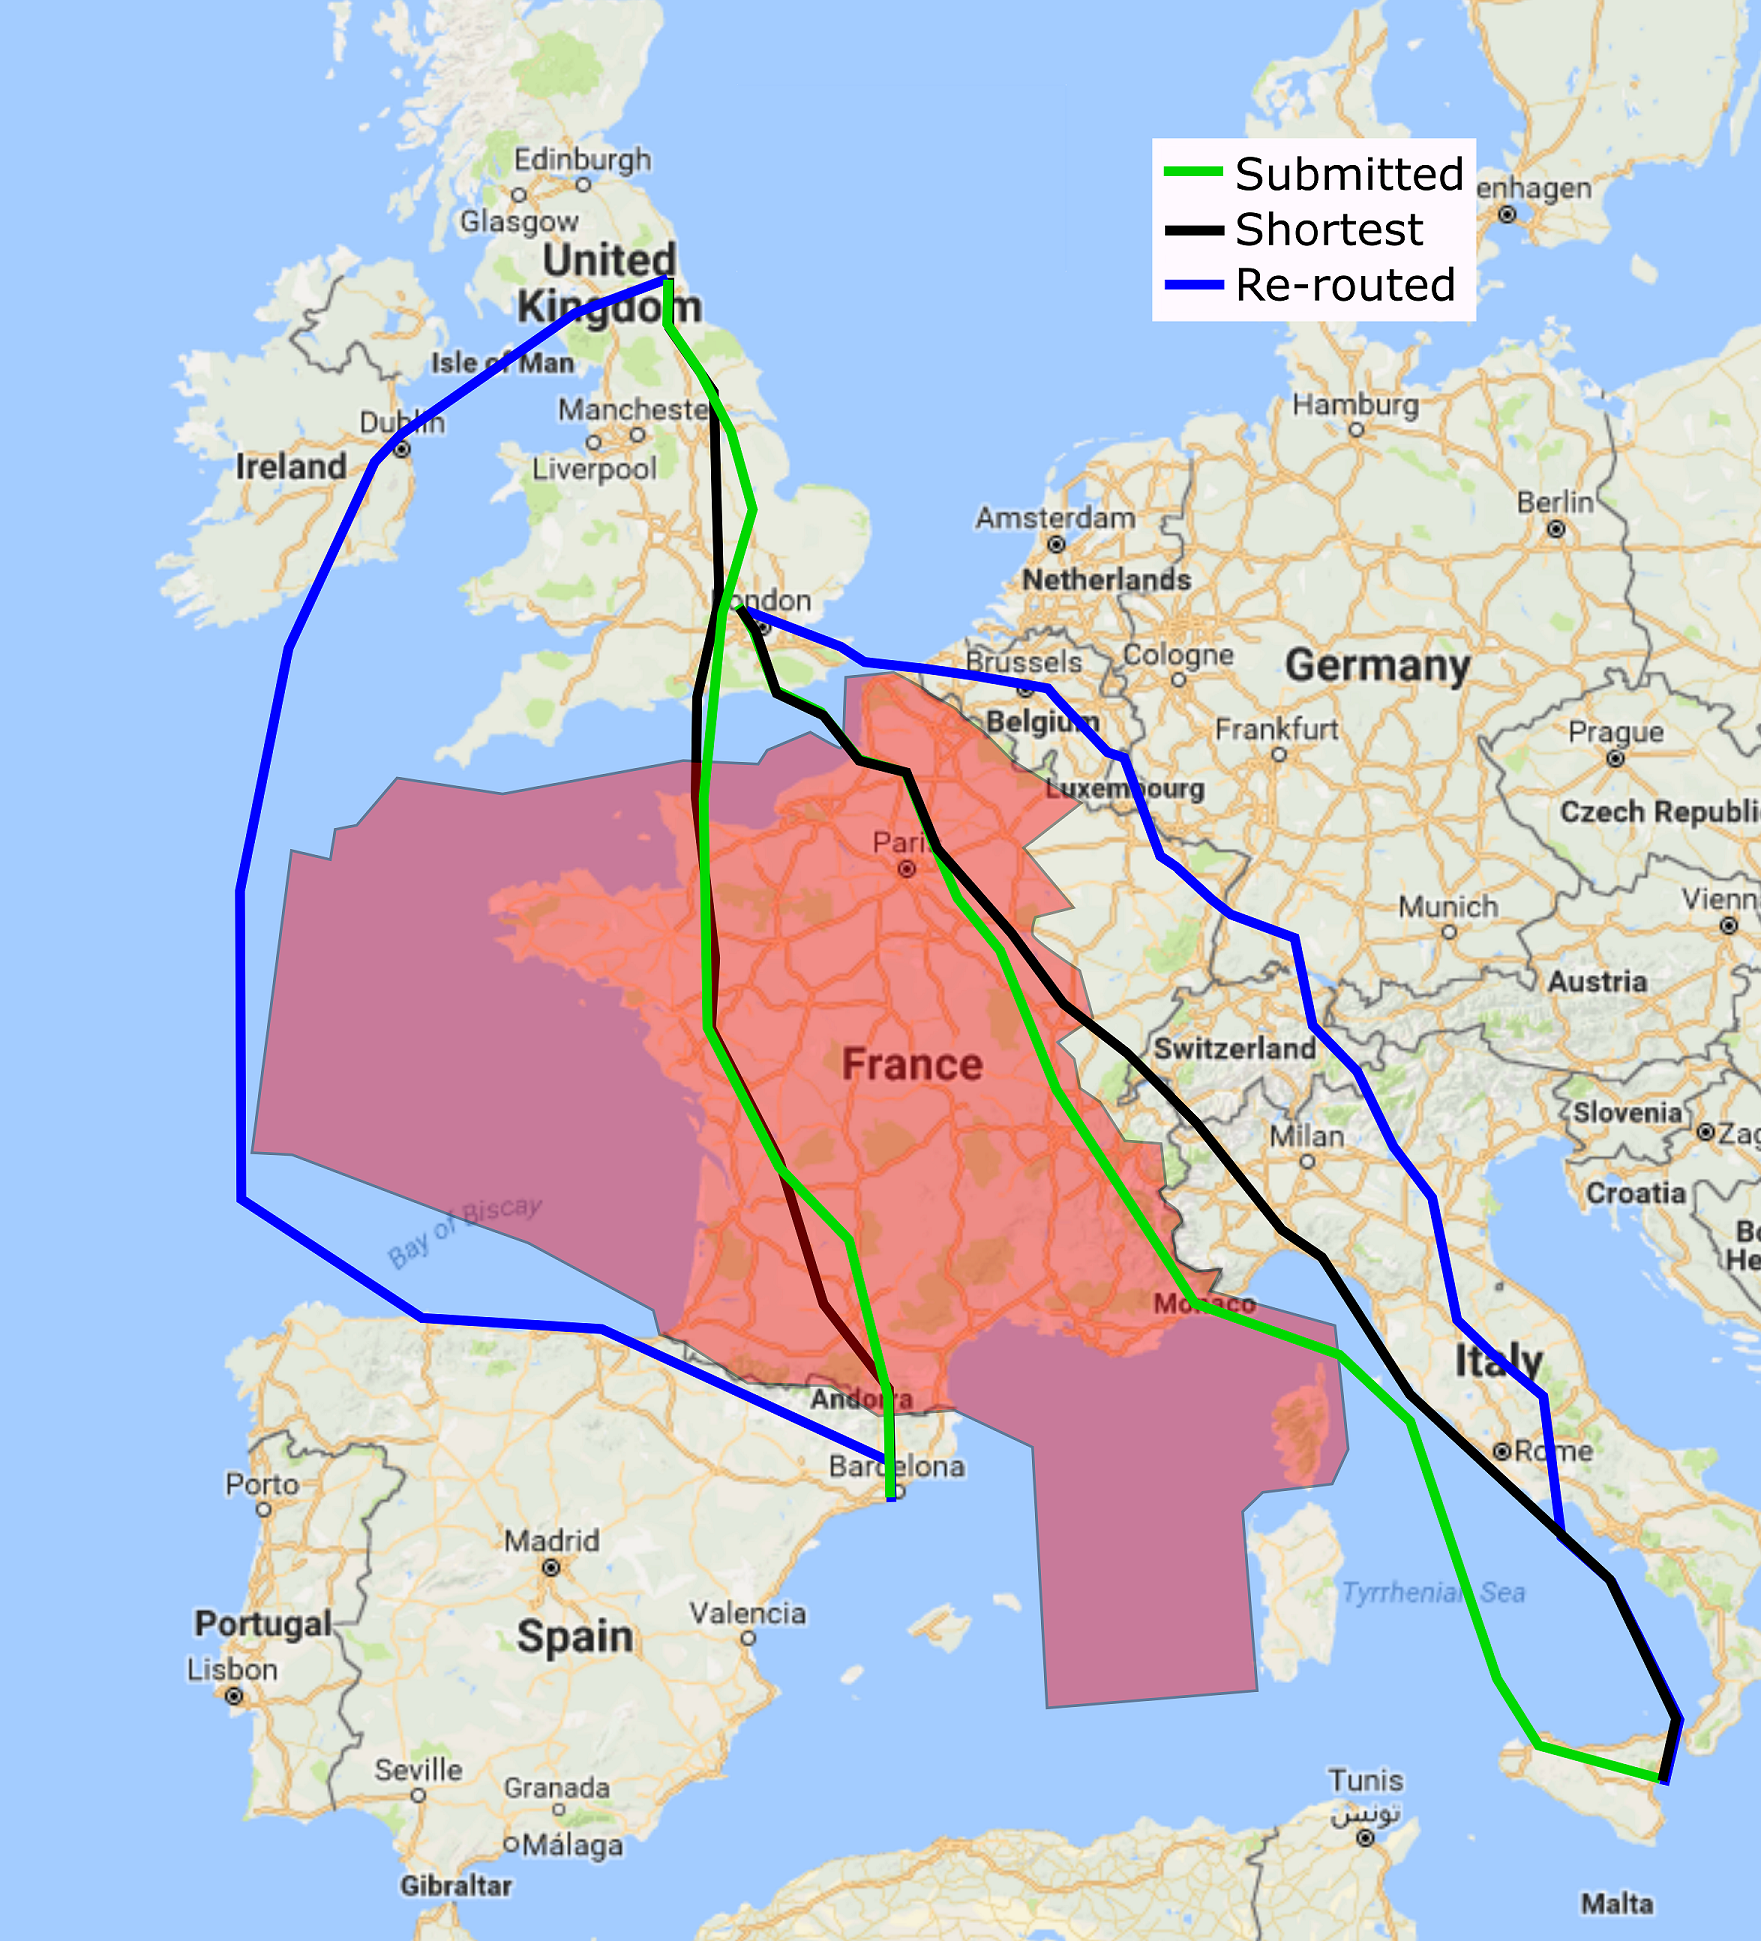 Edinburgh
Glasgow
United
Kingdom
Submitted
Shortest
Re-routed
enhagen
Isle of Man
Dublin
Ireland
Mancheste
Liverpool
Hamburg
Berlin
Amsterdam
Netherlands
London
Brussels
Cologne
Germany
Belgium
Frankfurt
Prague
Luxembourg
Czech Republi
Paris
Munich
Vienn
Austria
France
Switzerland
Slovenia
Zag
Milan
Croatia
Bay of Biscay
Bo
He
Monaco
Italy
Andorra
Rome
Barcelona
Porto
Madrid
Tyrrhenian Sea
Portugal
Spain
Valencia
Lisbon
Seville
Granada
Tunis
تونس
Málaga
Gibraltar
Malta